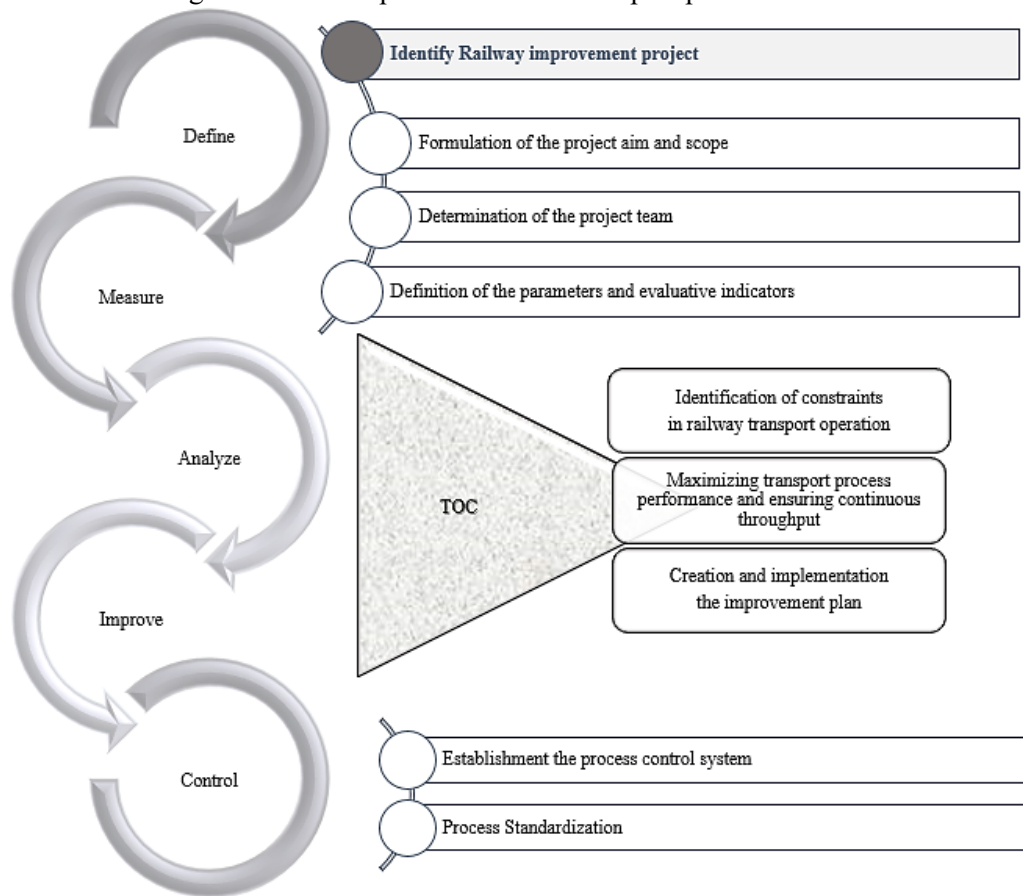 Identify Railway improvement project
Define
Formulation of the project aim and scope
Determination of the project team
Measure
Definition of the parameters and evaluative indicators
Analyze
TOC
Identification of constraints
in railway transport operation
Maximizing transport process
performance and ensuring continuous
throughput
Creation and implementation
the improvement plan
Improve
Control
Establishment the process control system
Process Standardization